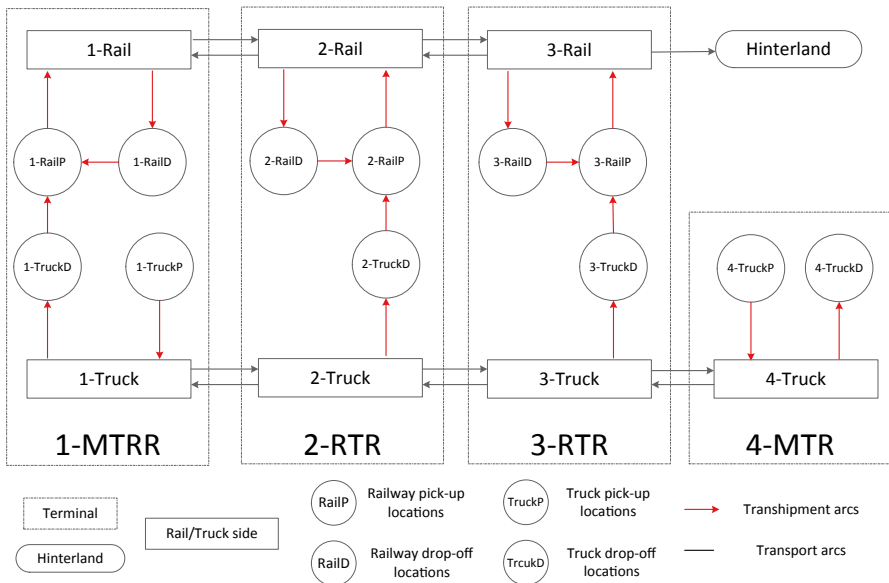 1-Rail
2-Rail
3-Rail
Hinterland
1-RailP
1-RailD
2-RailD
2-RailP
3-RailD
3-RailP
1-TruckD
1-TruckP
2-TruckD
3-TruckD
4-TruckP
4-TruckD
1-Truck
2-Truck
3-Truck
4-Truck
1-MTRR
2-RTR
3-RTR
4-MTR
Terminal
Hinterland
Rail/Truck side
RailP
Railway pick-up
locations
RailD
Railway drop-off
locations
TruckP
Truck pick-up
locations
TrcukD
Truck drop-off
locations
Transhipment arcs
Transport arcs